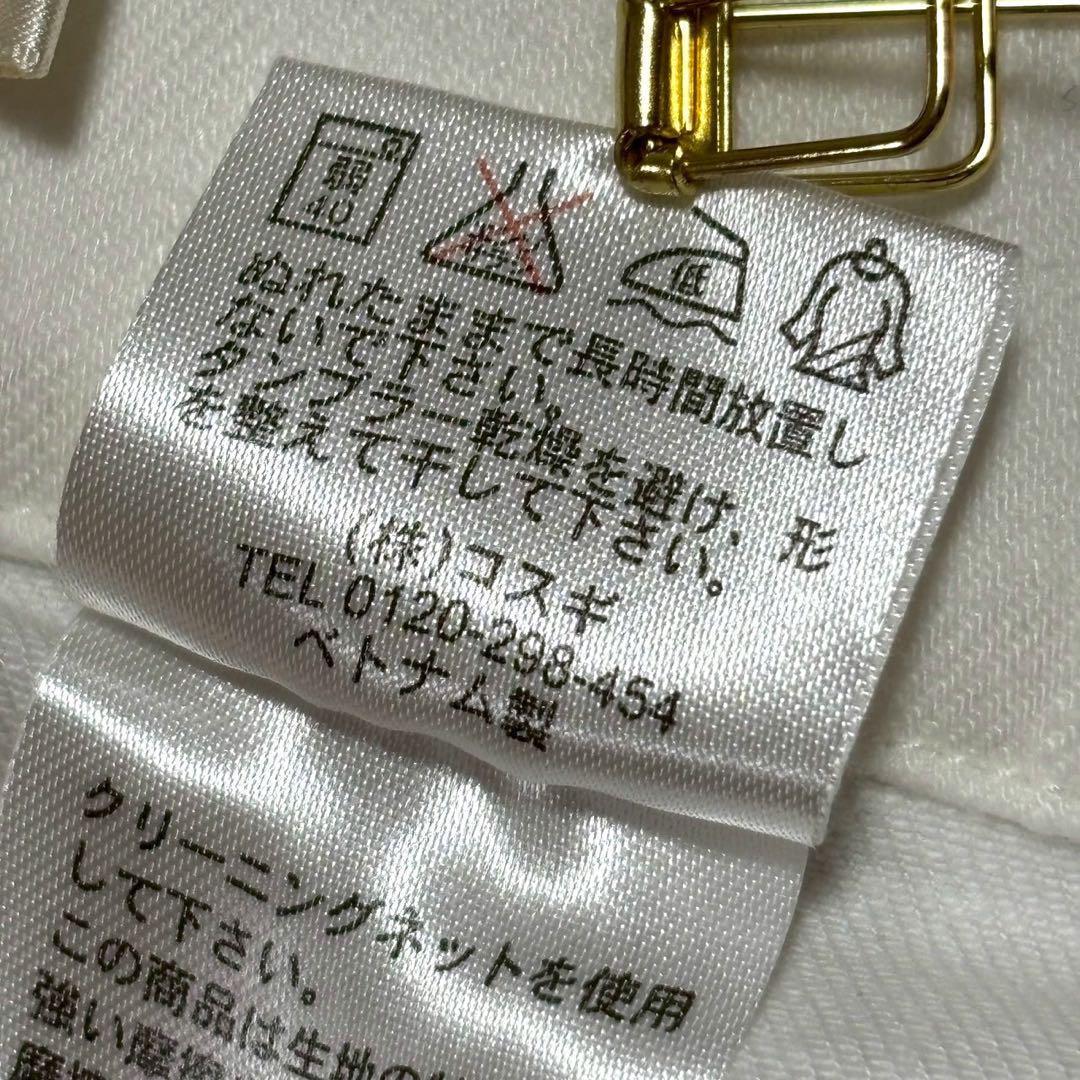 弱
40
低
ぬれたままで長時間放置し
ないで下さい。
タンブラー乾燥を避け、形
を整えて干して下さい。
(株)コスギ
TEL 0120-298-454
ベトナム製
クリーニングネットを使用
して下さい。
この商品は生地の
強い摩擦